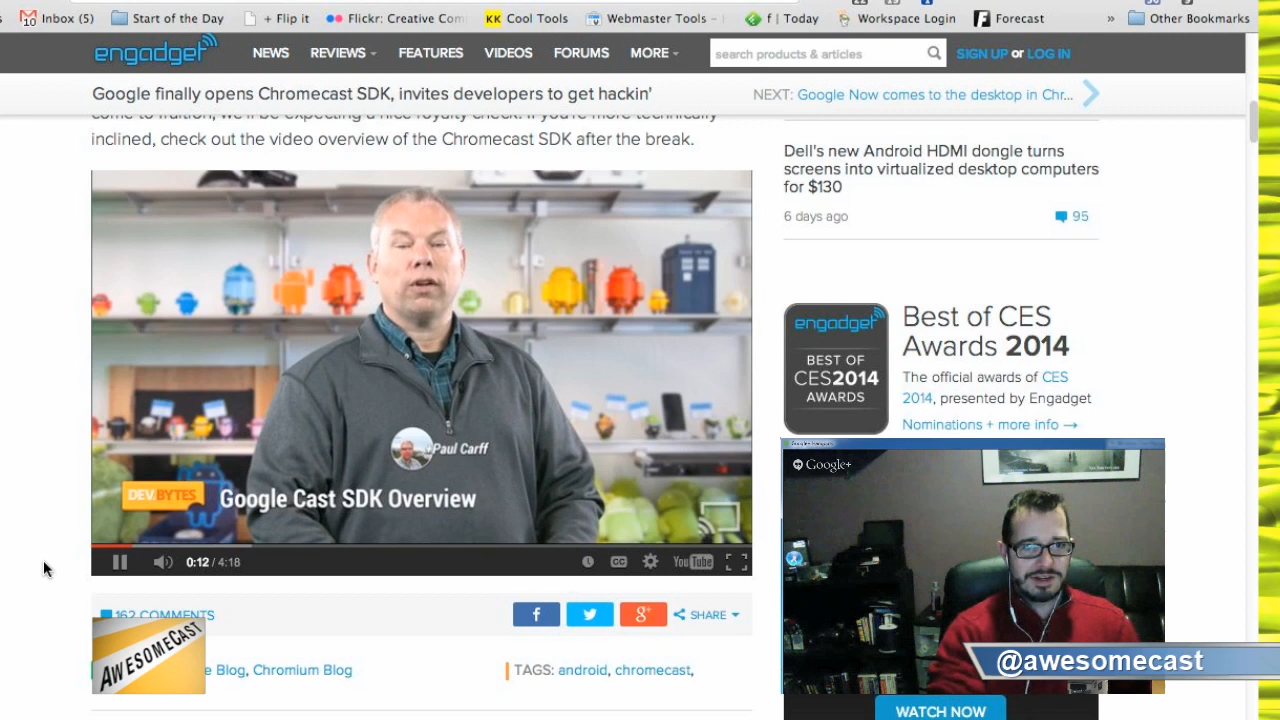 Inbox (5) Start of the Day + Flip it Flickr: Creative Com KK Cool Tools Webmaster Tools - f | Today Workspace Login Forecast » Other Bookmarks
10
engadget NEWS REVIEWS FEATURES VIDEOS FORUMS MORE search products & articles SIGN UP or LOG IN
Google finally opens Chromecast SDK, invites developers to get hackin' NEXT: Google Now comes to the desktop in Chr...
come to fruition, we'll be expecting a nice royalty check. If you're more technically
inclined, check out the video overview of the Chromecast SDK after the break.
Paul Carff
DEV.BYTES Google Cast SDK Overview
0:12 / 4:18 CC YouTube
162 COMMENTS f g+ SHARE
AWESOMECAST
e Blog, Chromium Blog TAGS: android, chromecast,
Dell's new Android HDMI dongle turns
screens into virtualized desktop computers
for $130
6 days ago 95
engadget
BEST OF
CES2014
AWARDS
Best of CES
Awards 2014
The official awards of CES
2014, presented by Engadget
Nominations + more info →
Google+ Hangouts
Google+
@awesomecast
WATCH NOW